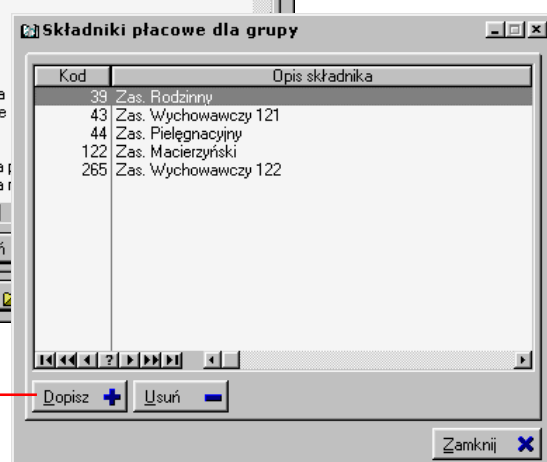 Składniki płacowe dla grupy
Kod Opis składnika
39 Zas. Rodzinny
43 Zas. Wychowawczy 121
44 Zas. Pielęgnacyjny
122 Zas. Macierzyński
265 Zas. Wychowawczy 122
Dopisz Usuń
Zamknij